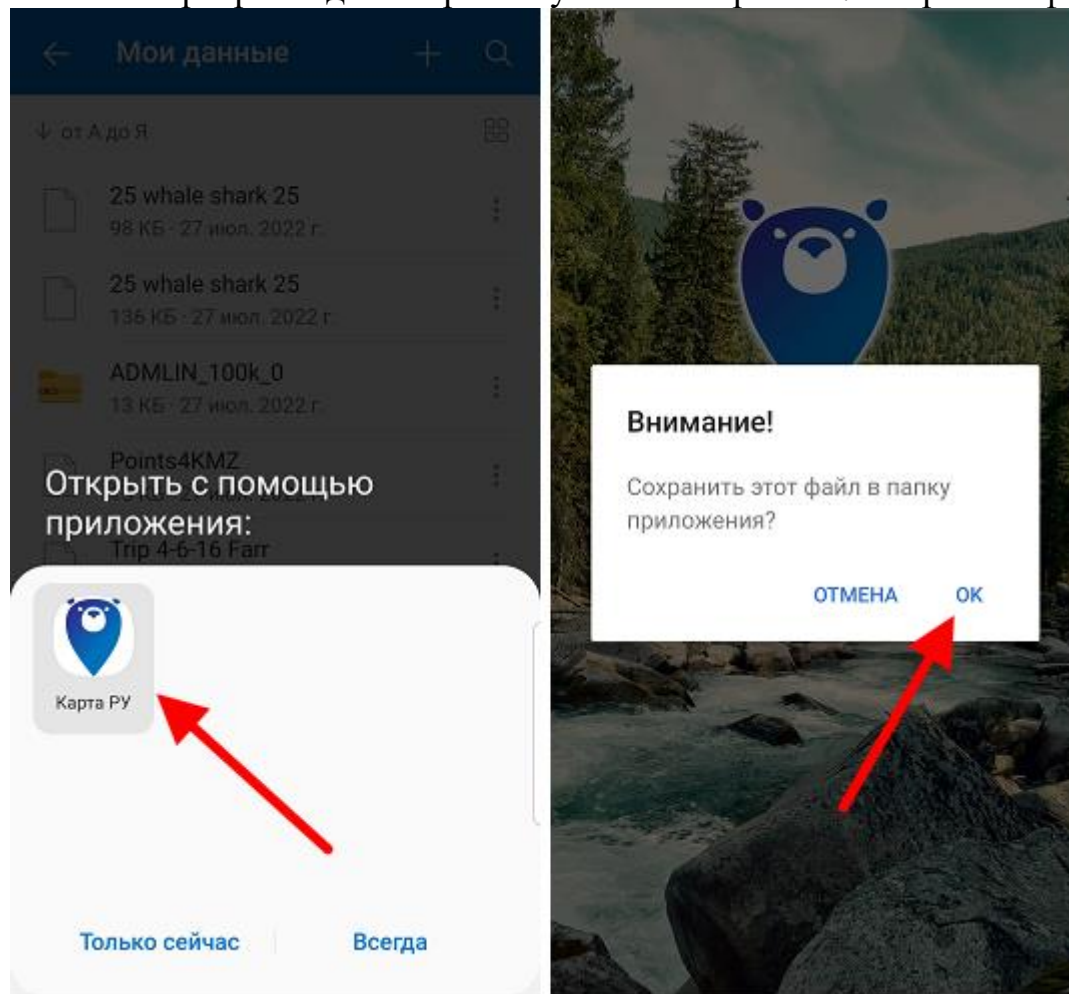 Мои данные
от А до Я
25 whale shark 25
98 КБ · 27 июл. 2022 г.
25 whale shark 25
136 КБ · 27 июл. 2022 г.
ADMLIN_100k_0
13 КБ · 27 июл. 2022 г.
Points4KMZ
Открыть с помощью
приложения:
Trip 4-6-16 Farr
Карта РУ
Только сейчас
Всегда
Внимание!
Сохранить этот файл в папку
приложения?
ОТМЕНА
ОК